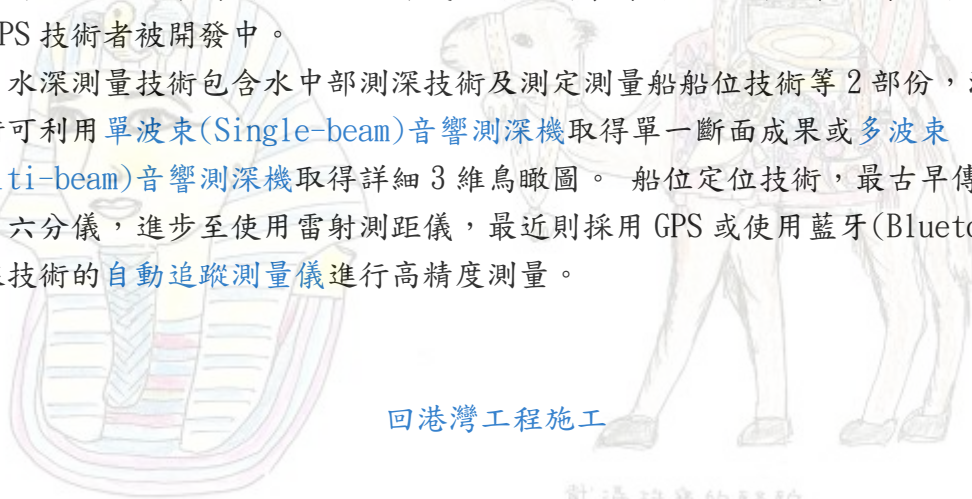 PS 技術者被開發中。
水深測量技術包含水中部測深技術及測定測量船船位技術等 2 部份，
可利用單波束(Single-beam)音響測深機取得單一斷面成果或多波束
ti-beam)音響測深機取得詳細 3 維鳥瞰圖。 船位定位技術，最古早傳
六分儀，進步至使用雷射測距儀，最近則採用 GPS 或使用藍牙(Blueto
技術的自動追蹤測量儀進行高精度測量。
回港灣工程施工